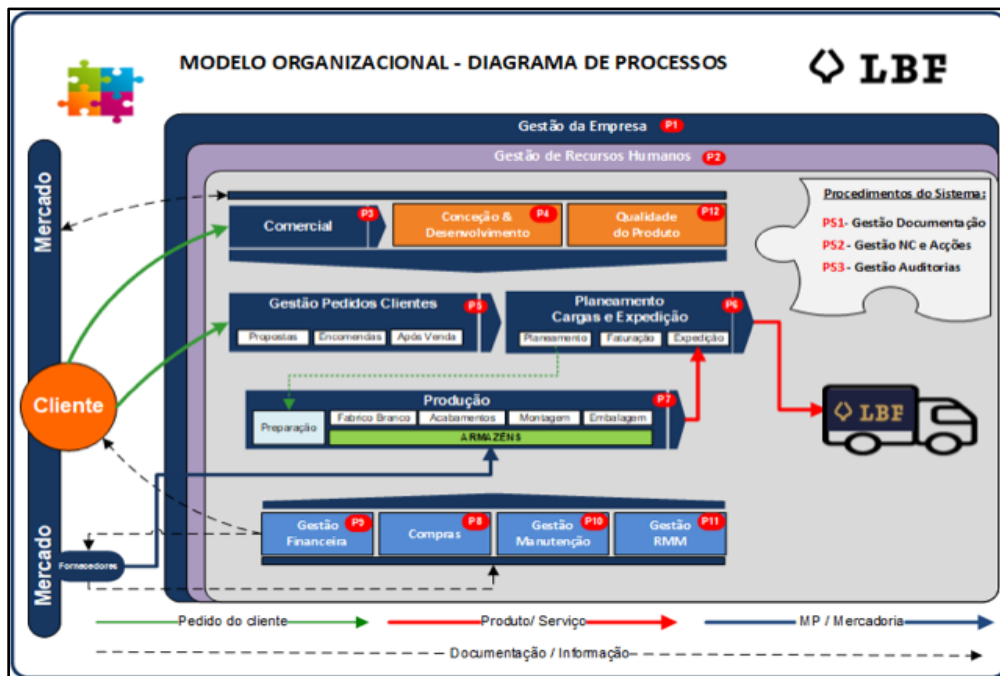 MODELO ORGANIZACIONAL - DIAGRAMA DE PROCESSOS
LBF
Gestão da Empresa P1
Gestão de Recursos Humanos P2
Mercado
Comercial P3
Conceção &
Desenvolvimento
P4
Qualidade
do Produto
P12
Procedimentos do Sistema:
PS1- Gestão Documentação
PS2 - Gestão NC e Acções
PS3 - Gestão Auditorias
Gestão Pedidos Clientes P5
Propostas Encomendas Após Venda
Planeamento
Cargas e Expedição
P6
Planeamento Faturação Expedição
Cliente
Produção P7
Preparação
Fabrico Branco Acabamentos Montagem Embalagem
ARMAZÉNS
LBF
Gestão
Financeira
P9
Compras P8
Gestão
Manutenção
P10
Gestão
RMM
P11
Mercado
Fornecedores
Pedido do cliente
Produto/ Serviço
MP / Mercadoria
Documentação / Informação